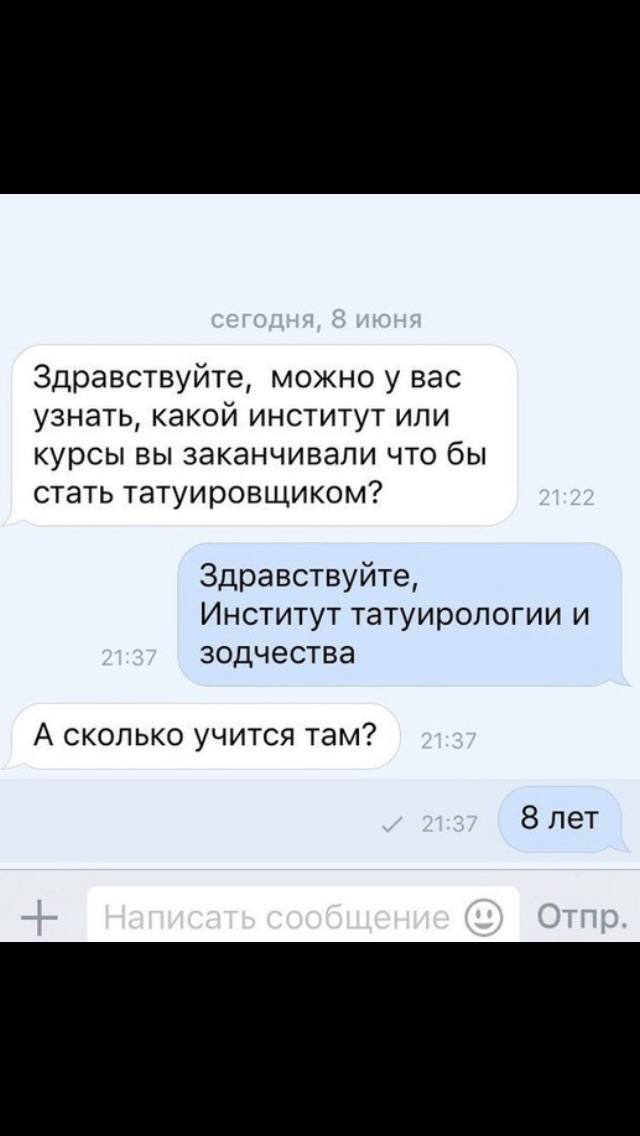 сегодня, 8 июня
Здравствуйте,  можно у вас
узнать, какой институт или
курсы вы заканчивали что бы
стать татуировщиком?
21:22
Здравствуйте,
Институт татуирологии и
зодчества
21:37
А сколько учится там?
21:37
21:37
8 лет
Написать сообщение
Отпр.